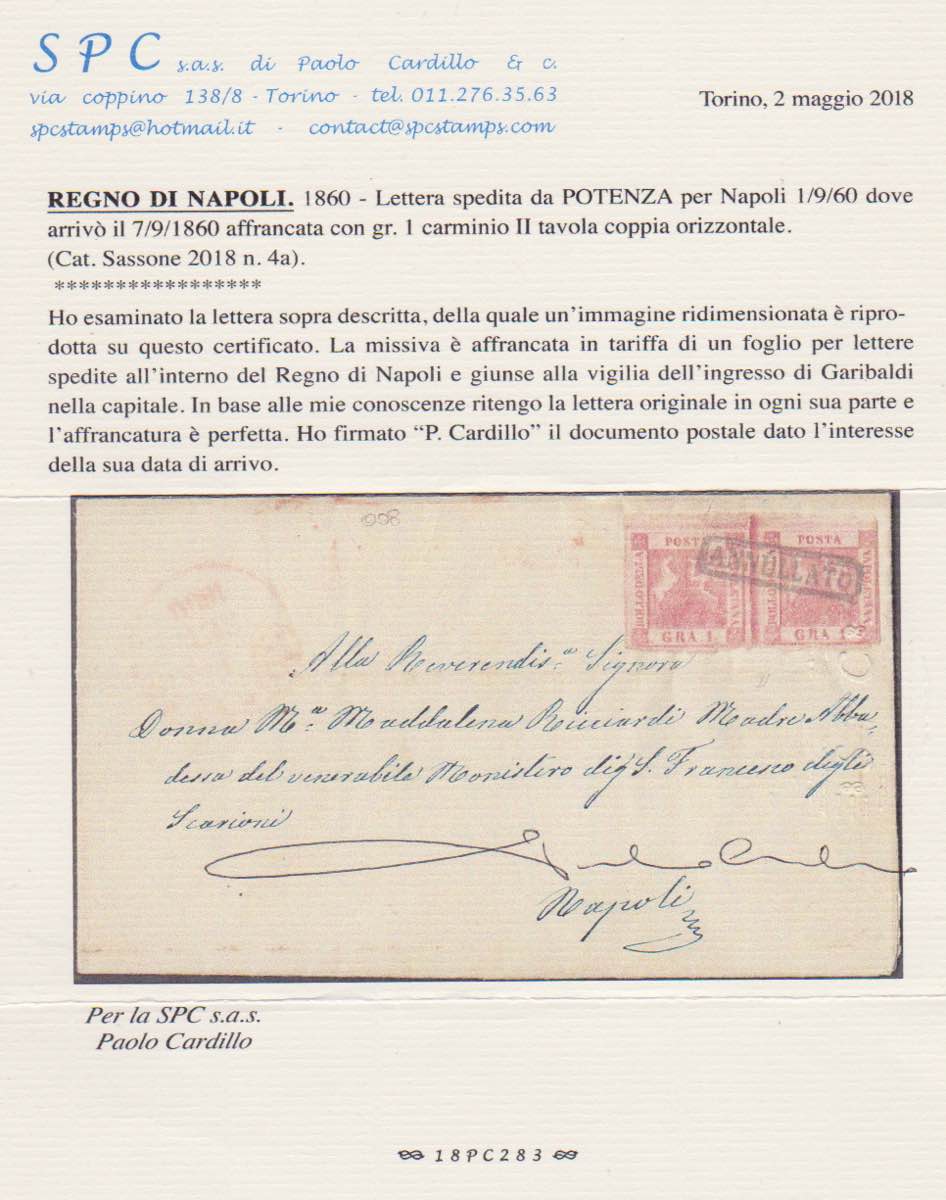 S P C s.a.s. di Paolo Cardillo & c.
via coppino 138/8 - Torino - tel. 011.276.35.63
spcstamps@hotmail.it - contact@spcstamps.com
Torino, 2 maggio 2018
REGNO DI NAPOLI. 1860 - Lettera spedita da POTENZA per Napoli 1/9/60 dove
arrivò il 7/9/1860 affrancata con gr. 1 carminio II tavola coppia orizzontale.
(Cat. Sassone 2018 n. 4a).
*****************
Ho esaminato la lettera sopra descritta, della quale un'immagine ridimensionata è ripro-
dotta su questo certificato. La missiva è affrancata in tariffa di un foglio per lettere
spedite all'interno del Regno di Napoli e giunse alla vigilia dell'ingresso di Garibaldi
nella capitale. In base alle mie conoscenze ritengo la lettera originale in ogni sua parte e
l'affrancatura è perfetta. Ho firmato “P. Cardillo” il documento postale dato l'interesse
della sua data di arrivo.
POSTA
BOLLO DELLA
NAPOLETANA
GRA 1
POSTA
BOLLO DELLA
NAPOLETANA
GRA 1
ANNULLATO
Alla Reverendis.a Signora
Donna M.a Maddalena Ricciardi Madre Abba-
dessa del venerabile Monistero di S. Francesco degli
Scarioni
Napoli
Per la SPC s.a.s.
Paolo Cardillo
18PC283